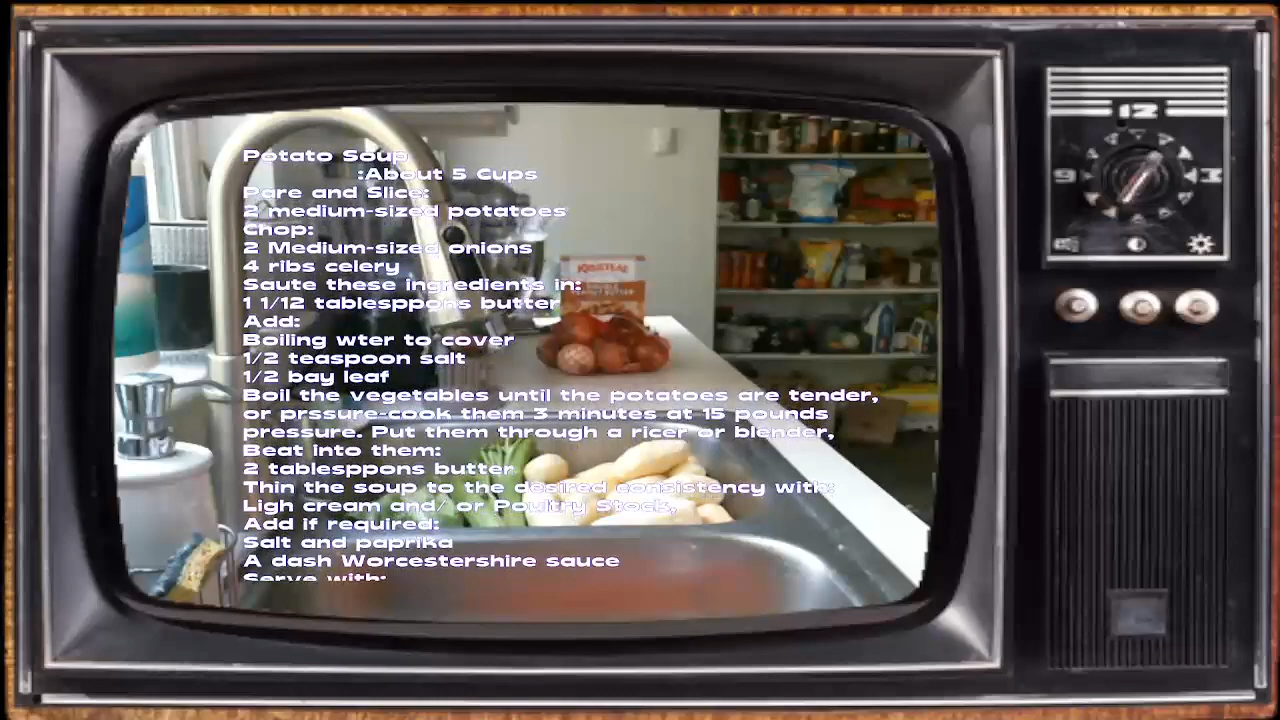 Potato Soup
:About 5 Cups
Pare and Slice:
2 medium-sized potatoes
Chop:
2 Medium-sized onions
4 ribs celery
Saute these ingredients in:
1 1/12 tablesppons butter
Add:
Boiling wter to cover
1/2 teaspoon salt
1/2 bay leaf
Boil the vegetables until the potatoes are tender,
or prssure-cook them 3 minutes at 15 pounds
pressure. Put them through a ricer or blender,
Beat into them:
2 tablesppons butter
Thin the soup to the desired consistency with:
Ligh cream and/ or Poultry Stock,
Add if required:
Salt and paprika
A dash Worcestershire sauce
Serve with:
12
9
3